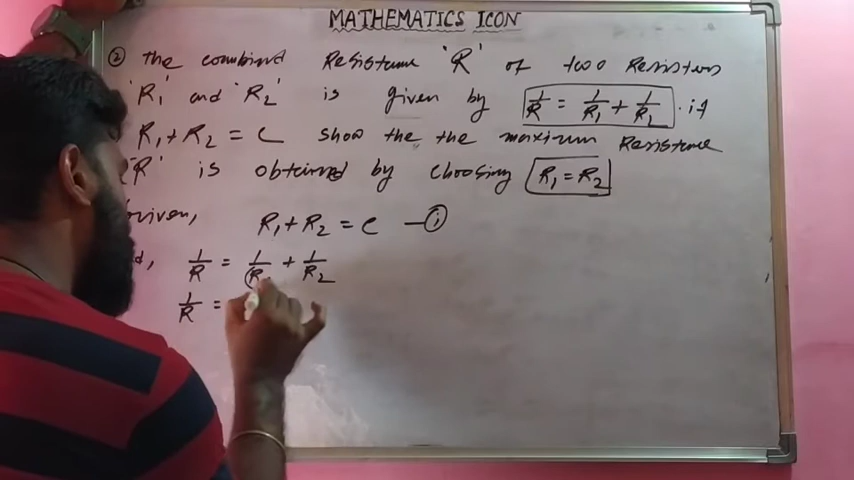 MATHEMATICS ICON
② the combined Resistance 'R' of two Resistors
'R₁' and 'R₂' is given by 1/R = 1/R₁ + 1/R₂ . if
R₁ + R₂ = C show the the maximum Resistance
'R' is obtained by choosing R₁ = R₂
Given, R₁ + R₂ = C —①
1/R = 1/R₁ + 1/R₂
1/R =